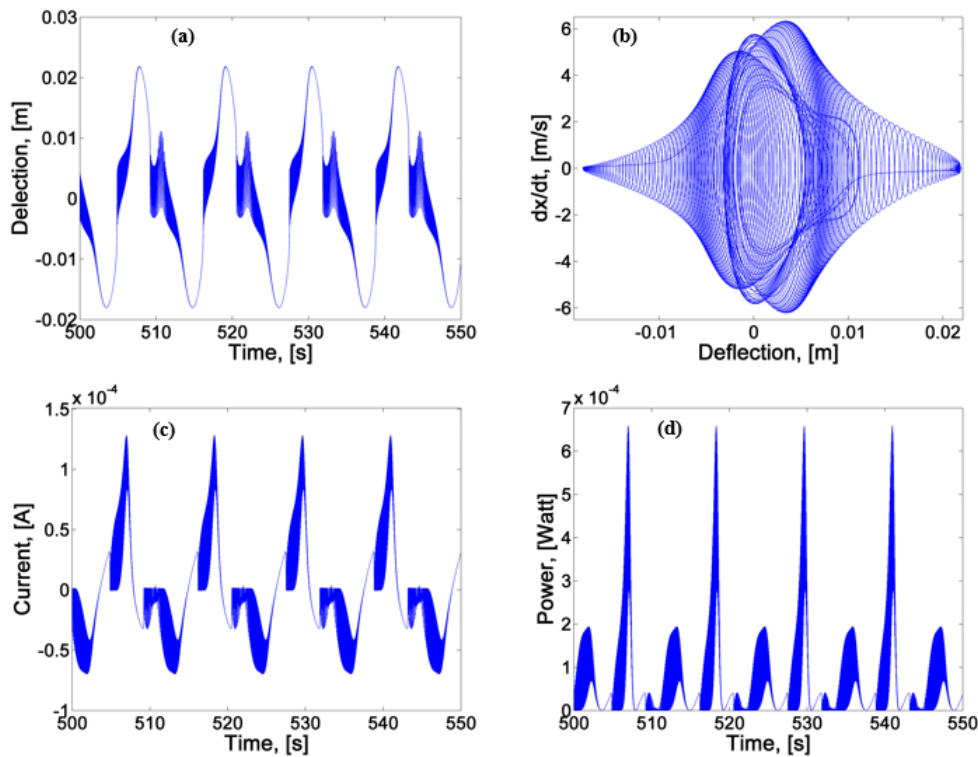 0.03
(a)
0.02
0.01
0
-0.01
-0.02
500 510 520 530 540 550
Delection, [m]
Time, [s]
(b)
6
4
2
0
-2
-4
-6
-0.01 0 0.01 0.02
dx/dt, [m/s]
Deflection, [m]
x 10 -4
1.5
(c)
1
0.5
0
-0.5
-1
500 510 520 530 540 550
Current, [A]
Time, [s]
x 10 -4
7
(d)
6
5
4
3
2
1
0
500 510 520 530 540 550
Power, [Watt]
Time, [s]